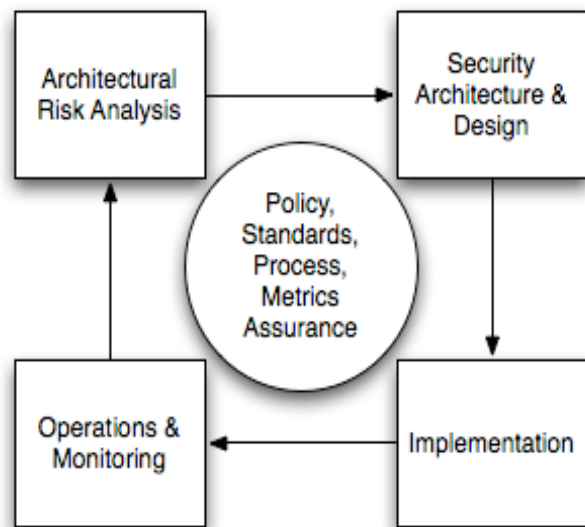 Architectural
Risk Analysis
Security
Architecture &
Design
Policy,
Standards,
Process,
Metrics
Assurance
Operations &
Monitoring
Implementation